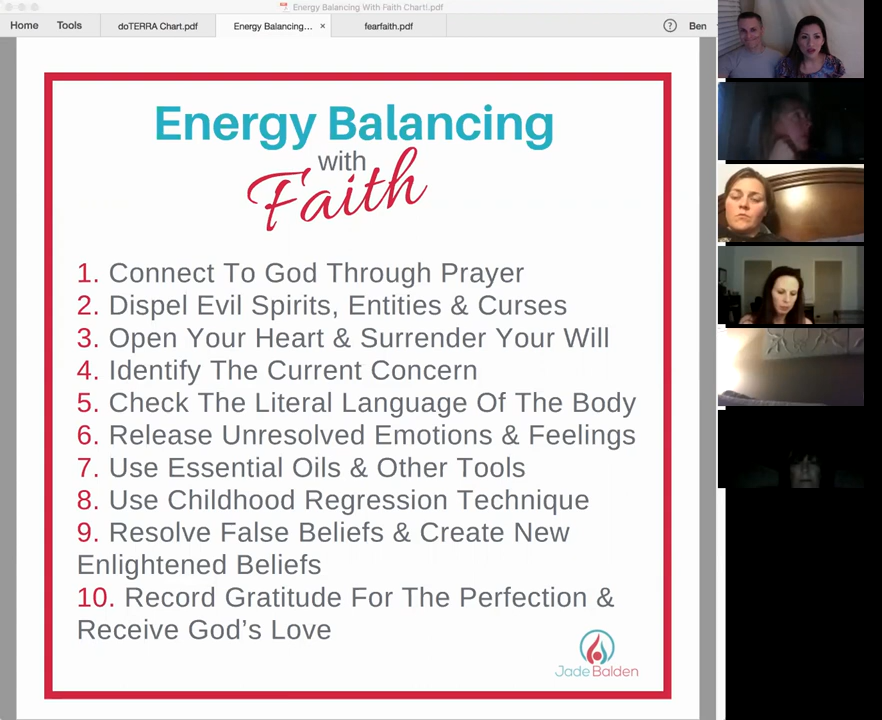 Energy Balancing With Faith Chart!.pdf
Home Tools doTERRA Chart.pdf Energy Balancing... × fearfaith.pdf ? Ben
Energy Balancing
with
Faith
1. Connect To God Through Prayer
2. Dispel Evil Spirits, Entities & Curses
3. Open Your Heart & Surrender Your Will
4. Identify The Current Concern
5. Check The Literal Language Of The Body
6. Release Unresolved Emotions & Feelings
7. Use Essential Oils & Other Tools
8. Use Childhood Regression Technique
9. Resolve False Beliefs & Create New
Enlightened Beliefs
10. Record Gratitude For The Perfection &
Receive God’s Love
Jade Balden